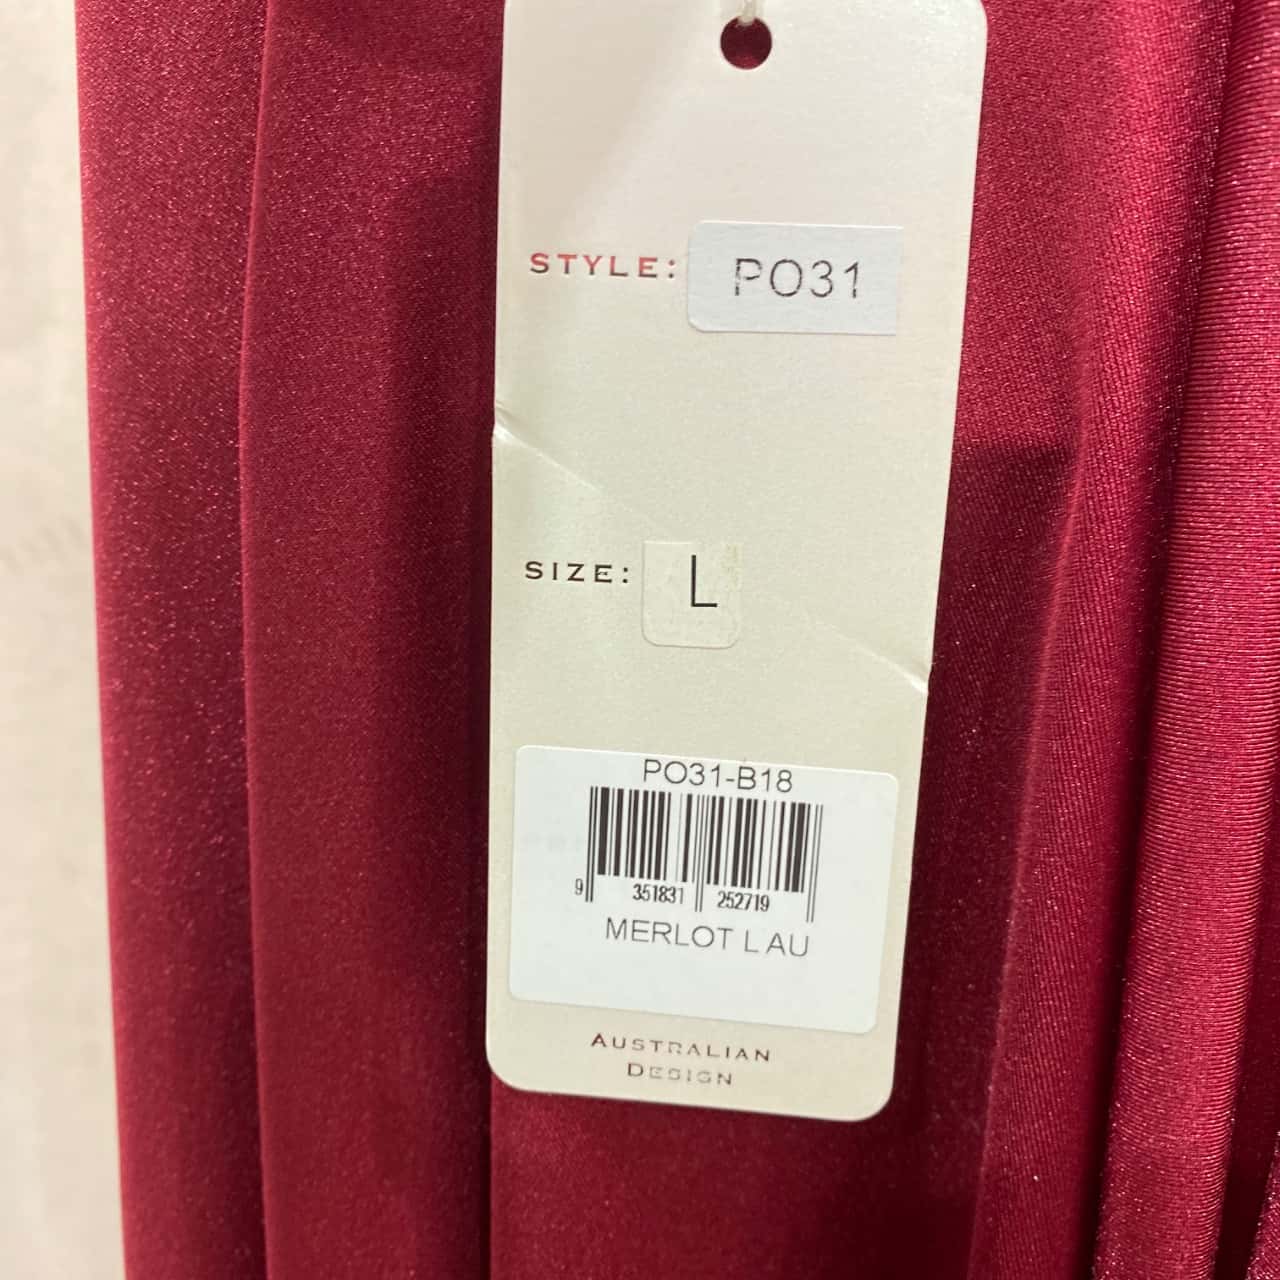 STYLE: PO31
SIZE: L
PO31-B18
9 351831 252719
MERLOT L AU
AUSTRALIAN
DESIGN